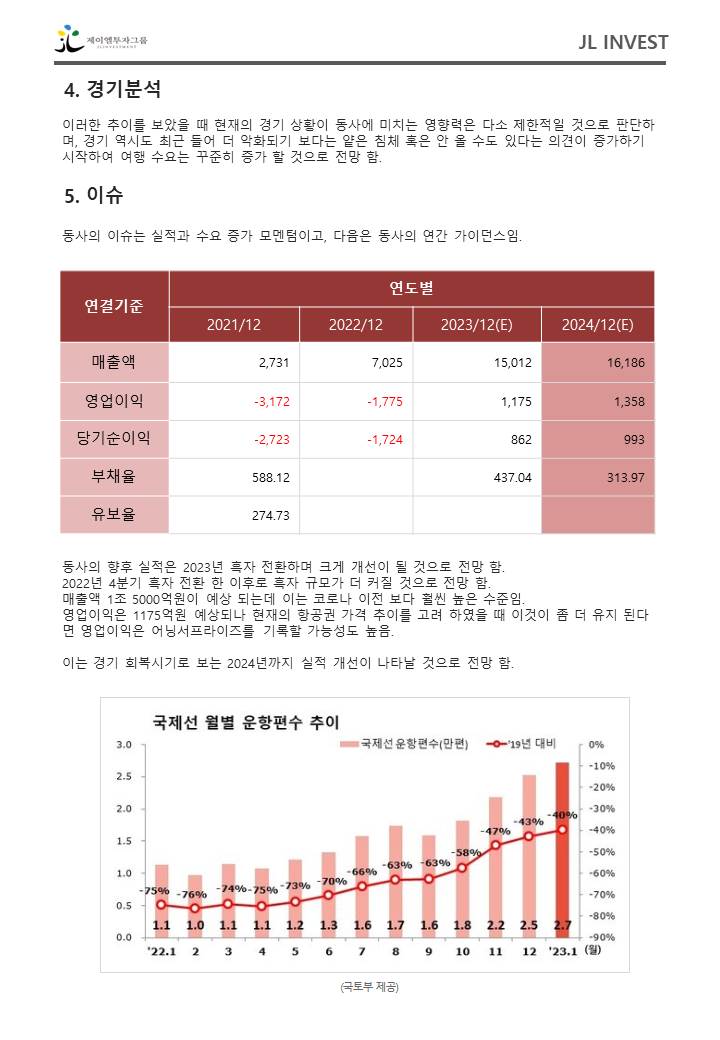 제이엘투자그룹
JLINVESTMENT
JL INVEST
4. 경기분석
이러한 추이를 보았을 때 현재의 경기 상황이 동사에 미치는 영향력은 다소 제한적일 것으로 판단하
며, 경기 역시도 최근 들어 더 악화되기 보다는 얕은 침체 혹은 안 올 수도 있다는 의견이 증가하기
시작하여 여행 수요는 꾸준히 증가 할 것으로 전망 함.
5. 이슈
동사의 이슈는 실적과 수요 증가 모멘텀이고, 다음은 동사의 연간 가이던스임.
연결기준 연도별
2021/12 2022/12 2023/12(E) 2024/12(E)
매출액 2,731 7,025 15,012 16,186
영업이익 -3,172 -1,775 1,175 1,358
당기순이익 -2,723 -1,724 862 993
부채율 588.12 437.04 313.97
유보율 274.73
동사의 향후 실적은 2023년 흑자 전환하며 크게 개선이 될 것으로 전망 함.
2022년 4분기 흑자 전환 한 이후로 흑자 규모가 더 커질 것으로 전망 함.
매출액 1조 5000억원이 예상 되는데 이는 코로나 이전 보다 훨씬 높은 수준임.
영업이익은 1175억원 예상되나 현재의 항공권 가격 추이를 고려 하였을 때 이것이 좀 더 유지 된다
면 영업이익은 어닝서프라이즈를 기록할 가능성도 높음.
이는 경기 회복시기로 보는 2024년까지 실적 개선이 나타날 것으로 전망 함.
국제선 월별 운항편수 추이
국제선 운항편수(만편) '19년 대비
3.0 0%
-10%
2.5 -20%
2.0 -30%
1.5 -40%
-50%
1.0 -60%
-70%
0.5 -80%
0.0 -90%
-75% -76% -74% -75% -73% -70% -66% -63% -63% -58% -47% -43% -40%
1.1 1.0 1.1 1.1 1.2 1.3 1.6 1.7 1.6 1.8 2.2 2.5 2.7
'22.1 2 3 4 5 6 7 8 9 10 11 12 '23.1 (월)
(국토부 제공)